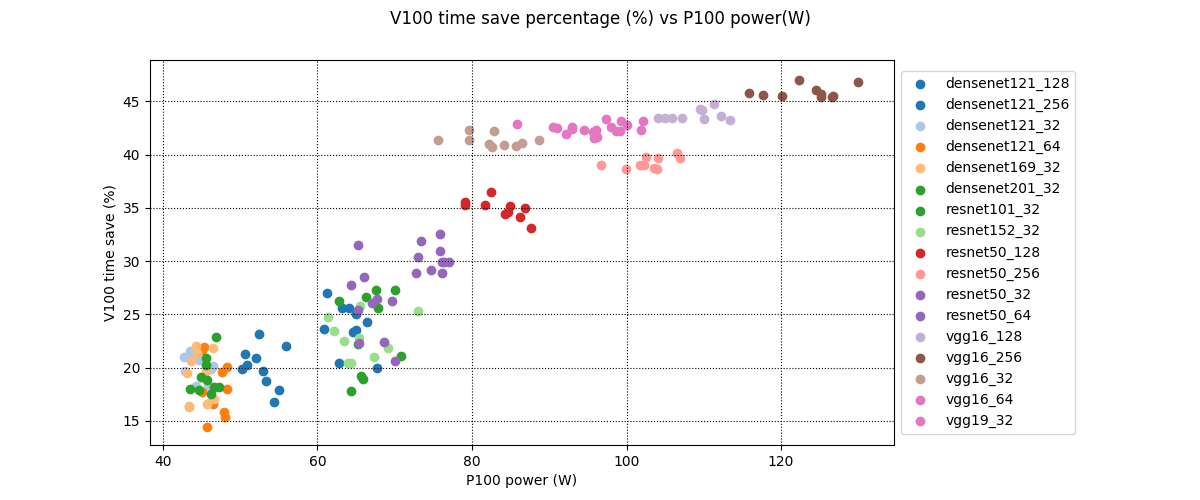 V100 time save percentage (%) vs P100 power(W)
45
40
35
30
25
20
15
V100 time save (%)
40 60 80 100 120
P100 power (W)
densenet121_128
densenet121_256
densenet121_32
densenet121_64
densenet169_32
densenet201_32
resnet101_32
resnet152_32
resnet50_128
resnet50_256
resnet50_32
resnet50_64
vgg16_128
vgg16_256
vgg16_32
vgg16_64
vgg19_32